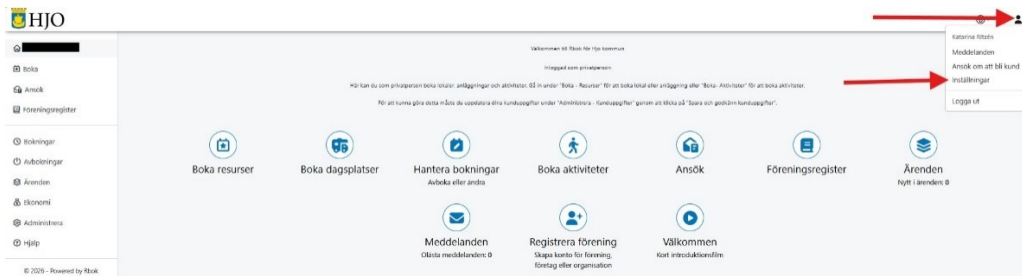 HJO
Boka
Ansök
Föreningsregister
Bokningar
Avbokningar
Ärenden
Ekonomi
Administrera
Hjälp
© 2026 - Powered by Rbok
Välkommen till Rbok för Hjo kommun
Inloggad som privatperson
Här kan du som privatperson boka lokaler, anläggningar och aktiviteter. Gå in under "Boka - Resurser" för att boka lokal eller anläggning eller "Boka- Aktiviteter" för att boka aktiviteter.
För att kunna göra detta måste du uppdatera dina kunduppgifter under "Administrera - Kunduppgifter" genom att klicka på "Spara och godkänn kunduppgifter".
Boka resurser
Boka dagsplatser
Hantera bokningar
Avboka eller ändra
Boka aktiviteter
Ansök
Föreningsregister
Ärenden
Nytt i ärenden: 0
Meddelanden
Olästa meddelanden: 0
Registrera förening
Skapa konto för förening,
företag eller organisation
Välkommen
Kort introduktionsfilm
Katarina
Meddelanden
Ansök om att bli kund
Inställningar
Logga ut